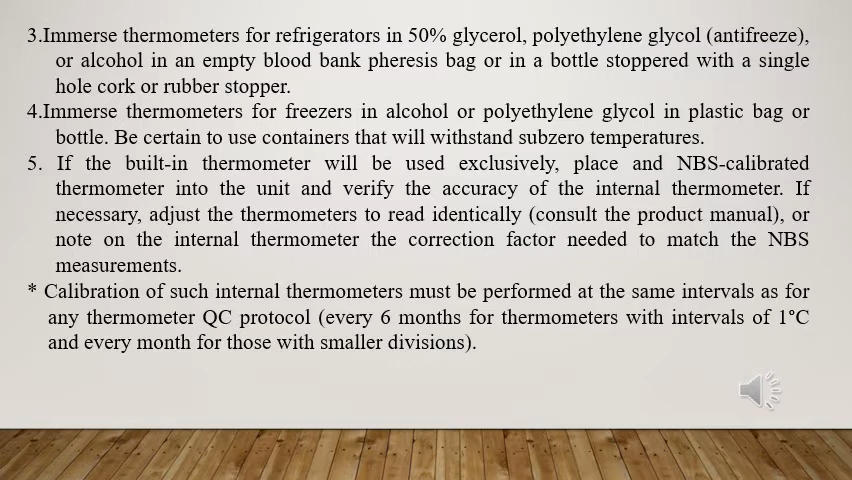 3.Immerse thermometers for refrigerators in 50% glycerol, polyethylene glycol (antifreeze),
or alcohol in an empty blood bank pheresis bag or in a bottle stoppered with a single
hole cork or rubber stopper.
4.Immerse thermometers for freezers in alcohol or polyethylene glycol in plastic bag or
bottle. Be certain to use containers that will withstand subzero temperatures.
5. If the built-in thermometer will be used exclusively, place and NBS-calibrated
thermometer into the unit and verify the accuracy of the internal thermometer. If
necessary, adjust the thermometers to read identically (consult the product manual), or
note on the internal thermometer the correction factor needed to match the NBS
measurements.
* Calibration of such internal thermometers must be performed at the same intervals as for
any thermometer QC protocol (every 6 months for thermometers with intervals of 1°C
and every month for those with smaller divisions).